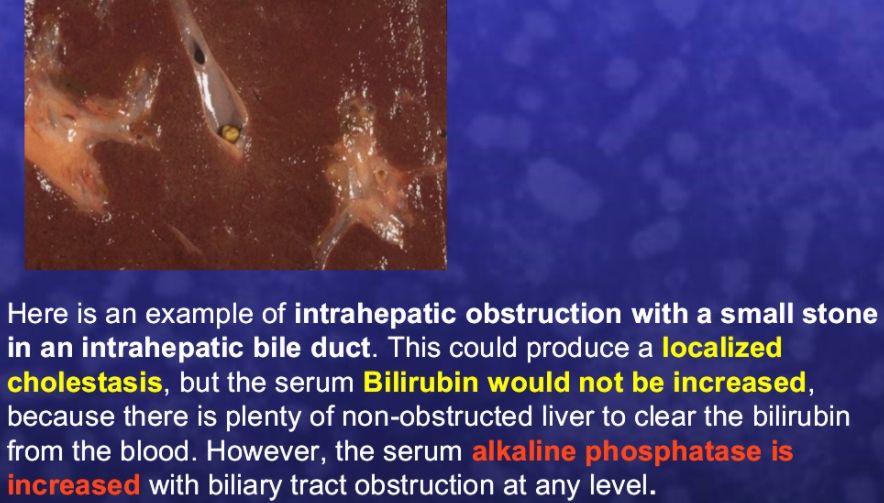 Here is an example of intrahepatic obstruction with a small stone
in an intrahepatic bile duct. This could produce a localized
cholestasis, but the serum Bilirubin would not be increased,
because there is plenty of non-obstructed liver to clear the bilirubin
from the blood. However, the serum alkaline phosphatase is
increased with biliary tract obstruction at any level.